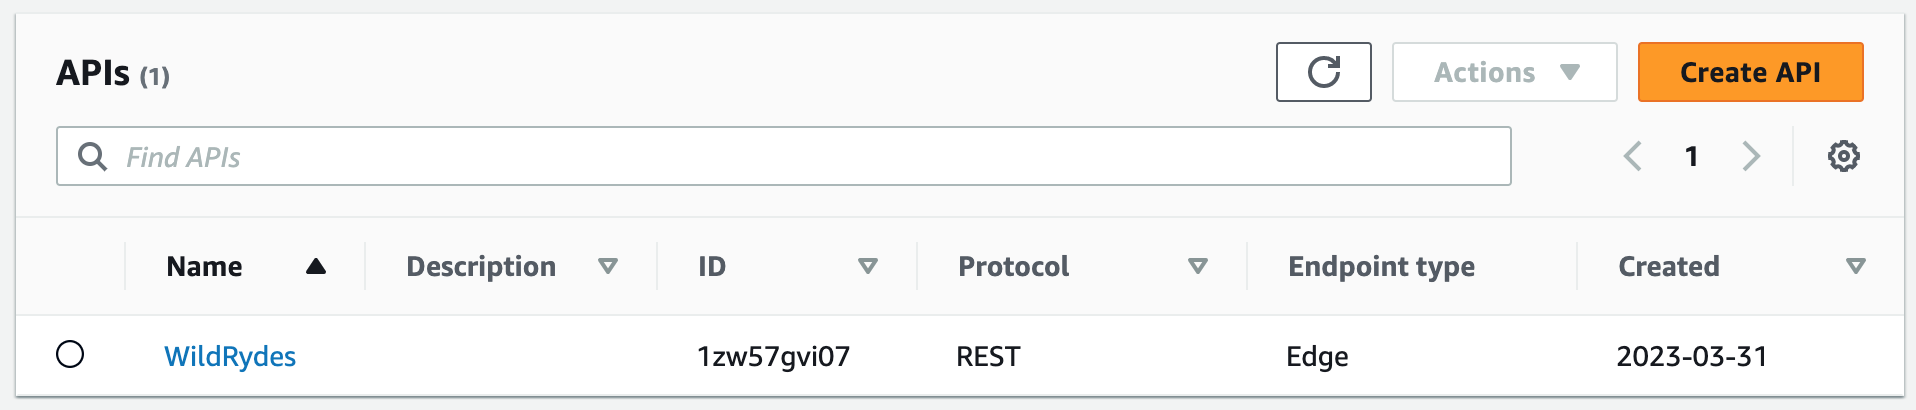 APIs (1)
Actions
Create API
Find APIs
1
Name Description ID Protocol Endpoint type Created
WildRydes 1zw57gvi07 REST Edge 2023-03-31